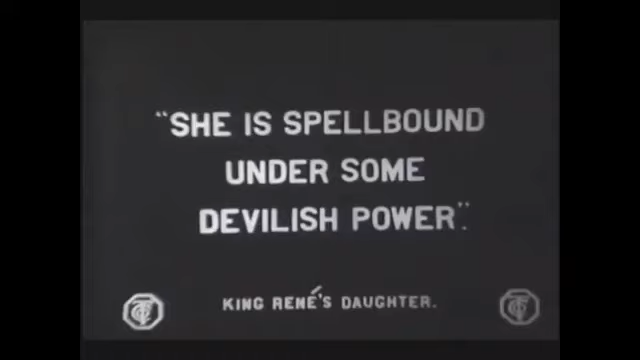 "SHE IS SPELLBOUND
UNDER SOME
DEVILISH POWER".
KING RENÉ'S DAUGHTER.